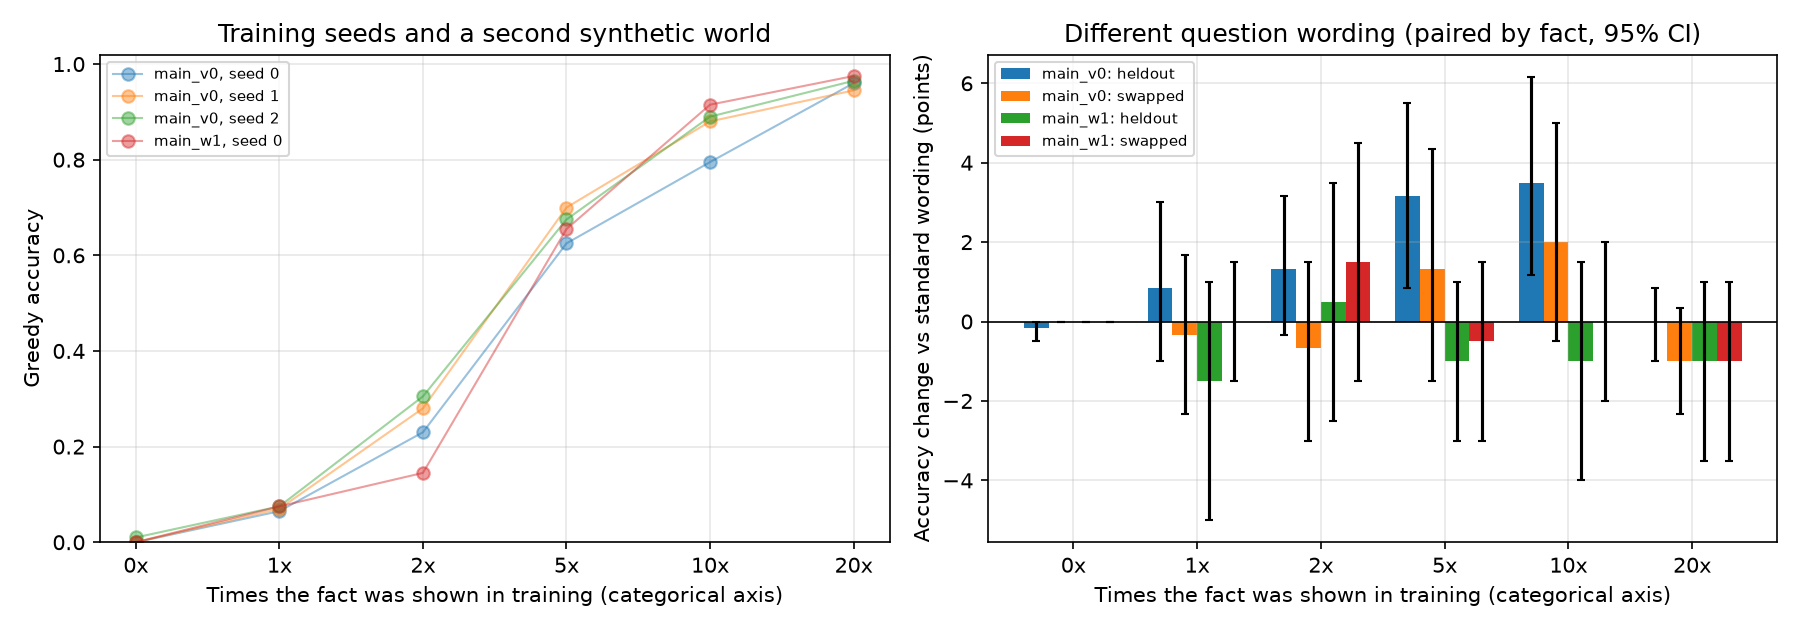 Training seeds and a second synthetic world
main_v0, seed 0
main_v0, seed 1
main_v0, seed 2
main_w1, seed 0
1.0
0.8
0.6
0.4
0.2
0.0
Greedy accuracy
0x 1x 2x 5x 10x 20x
Times the fact was shown in training (categorical axis)
Different question wording (paired by fact, 95% CI)
main_v0: heldout
main_v0: swapped
main_w1: heldout
main_w1: swapped
6
4
2
0
−2
−4
Accuracy change vs standard wording (points)
0x 1x 2x 5x 10x 20x
Times the fact was shown in training (categorical axis)